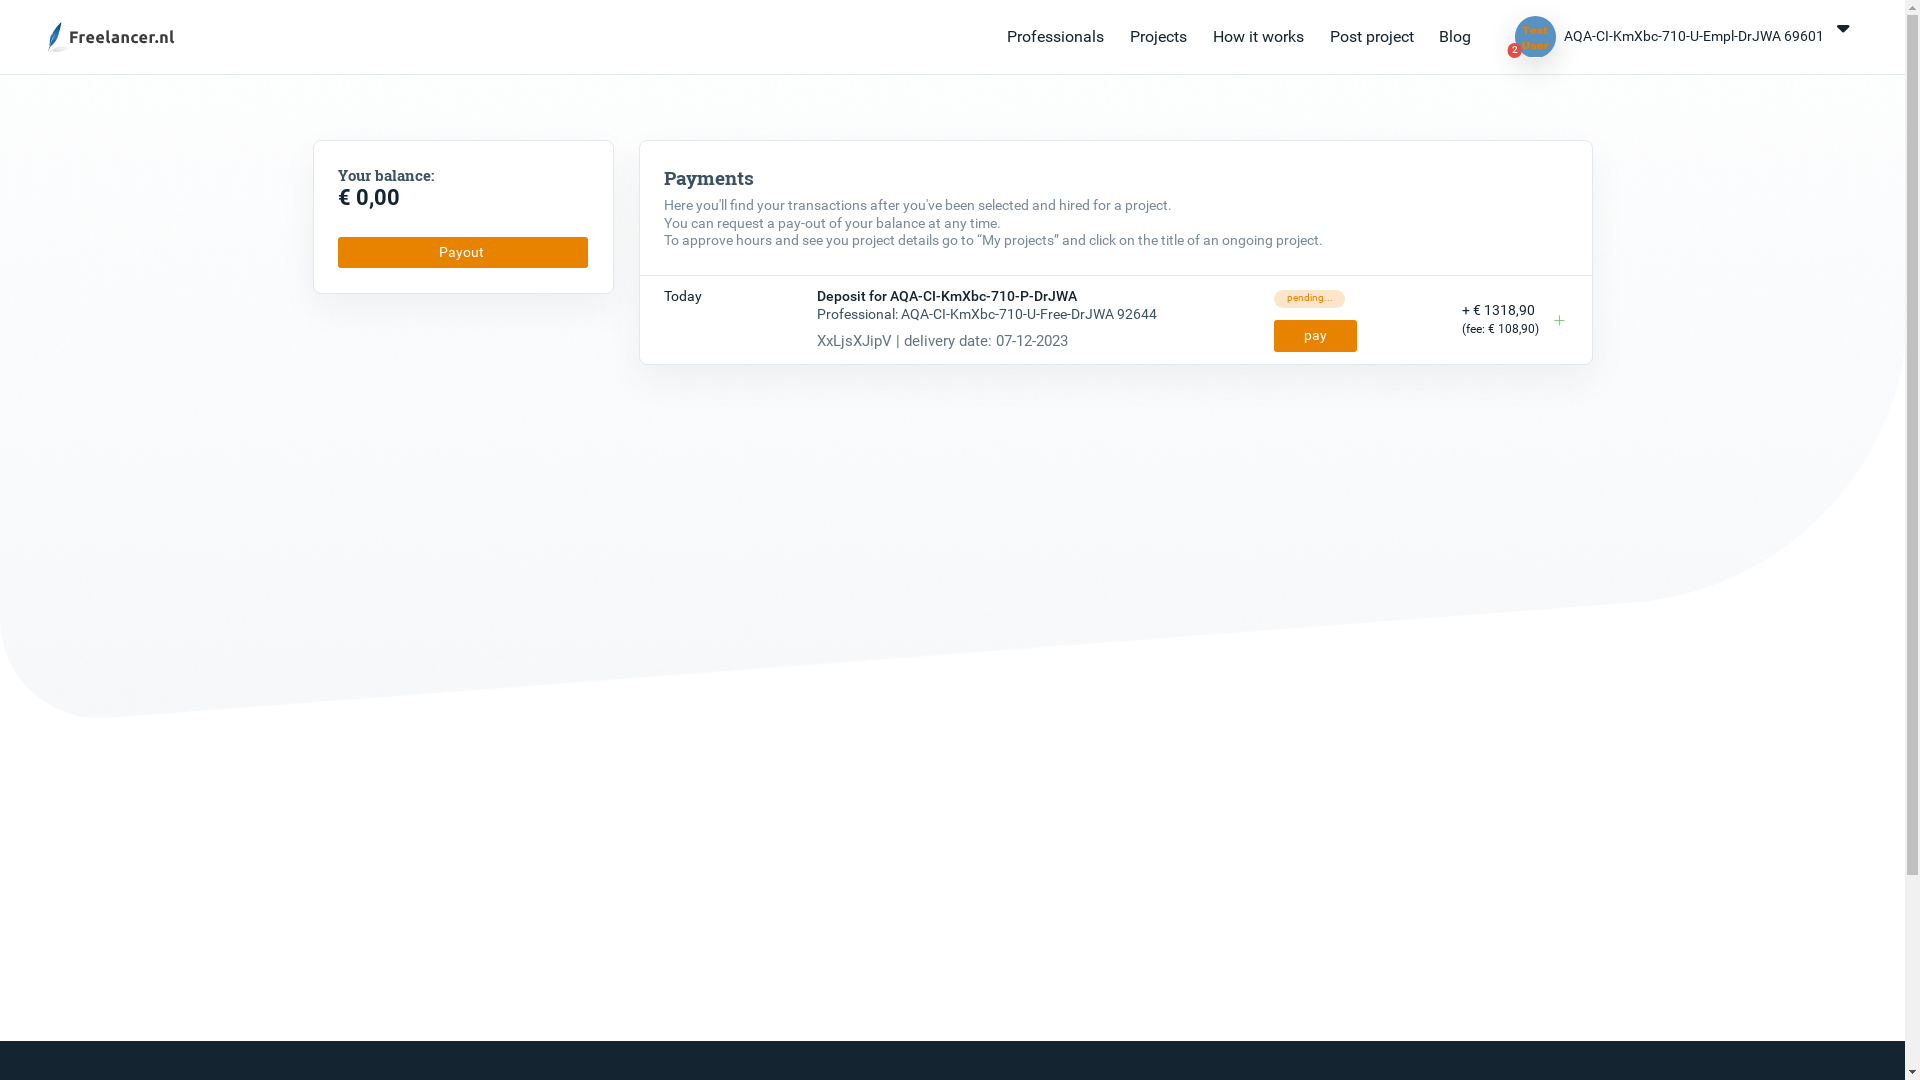 Freelancer.nl
Professionals
Projects
How it works
Post project
Blog
Test
User
2
AQA-CI-KmXbc-710-U-Empl-DrJWA 69601
Your balance:
€ 0,00
Payout
Payments
Here you'll find your transactions after you've been selected and hired for a project.
You can request a pay-out of your balance at any time.
To approve hours and see you project details go to “My projects” and click on the title of an ongoing project.
Today
Deposit for AQA-CI-KmXbc-710-P-DrJWA
Professional: AQA-CI-KmXbc-710-U-Free-DrJWA 92644
XxLjsXJipV | delivery date: 07-12-2023
pending...
pay
+ € 1318,90
(fee: € 108,90)
+